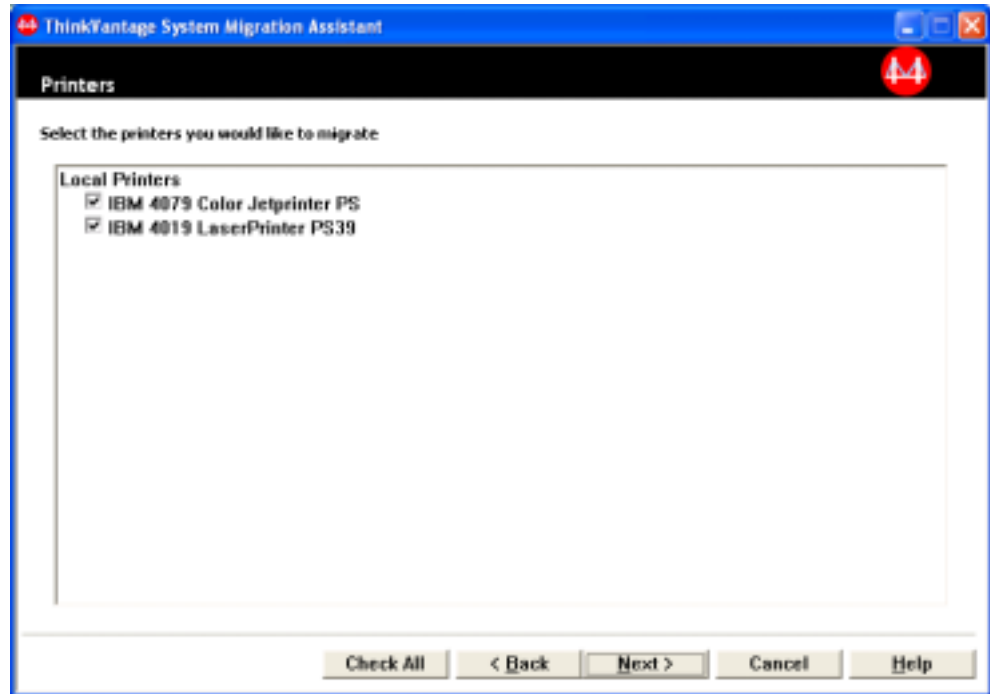 ThinkVantage System Migration Assistant
Printers
Select the printers you would like to migrate
Local Printers
IBM 4079 Color Jetprinter PS
IBM 4019 LaserPrinter PS39
Check All < Back Next > Cancel Help